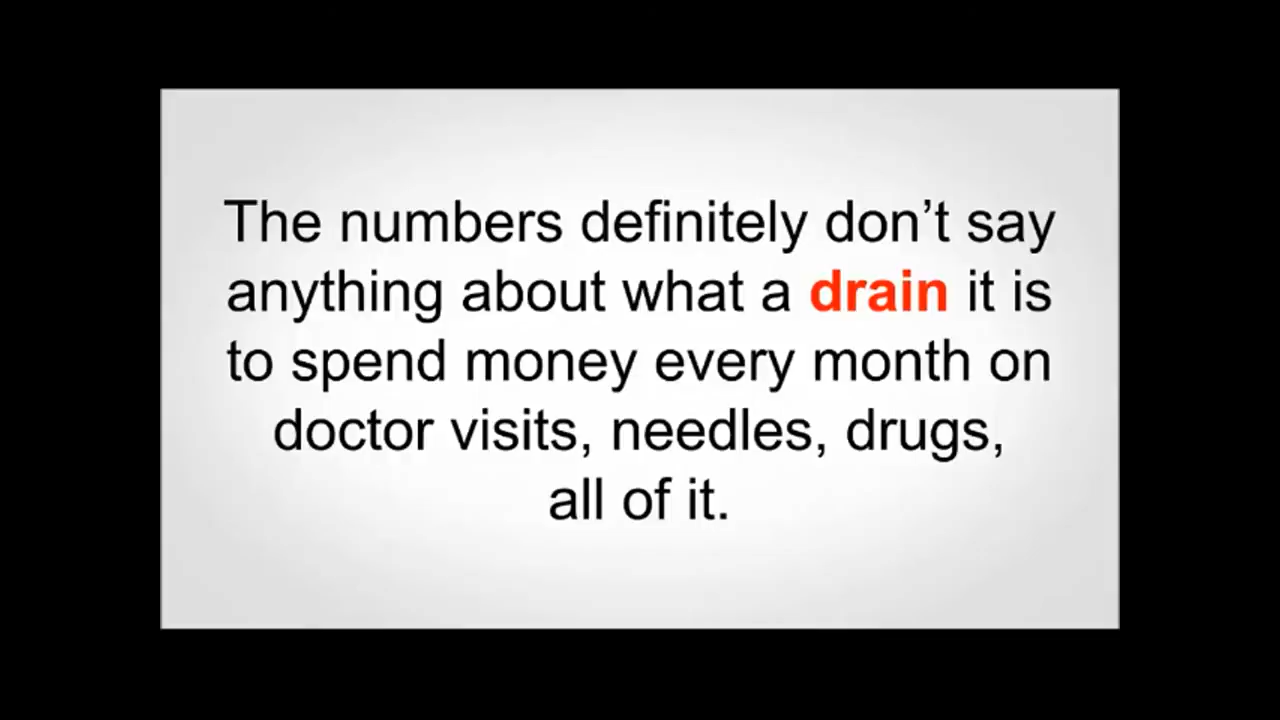 The numbers definitely don’t say
anything about what a drain it is
to spend money every month on
doctor visits, needles, drugs,
all of it.